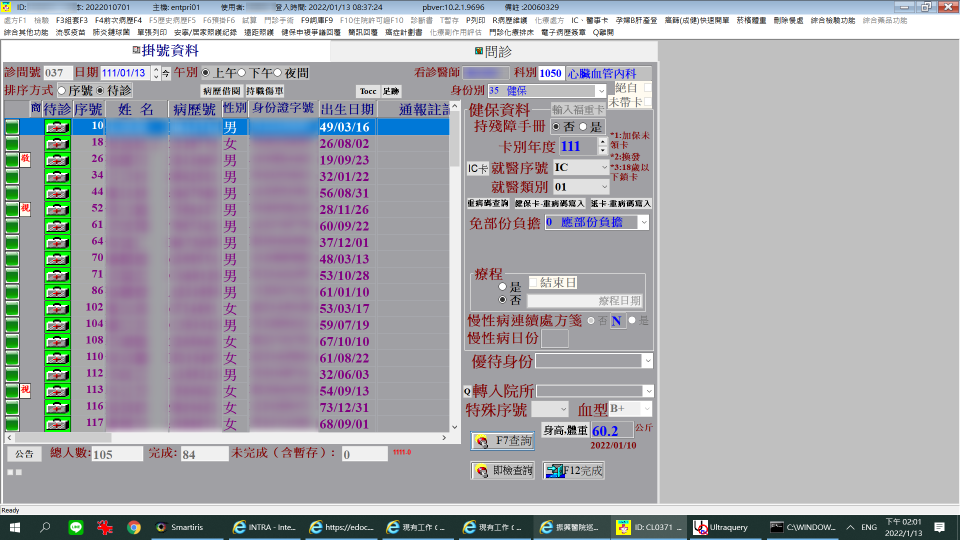 ID: 本: 2022010701 主機: entpri01 使用者: 登入時間: 2022/01/13 08:37:24 pbver:10.2.1.9696 備註 :20060329
處方F1 檢驗 F3組套F3 F4前次病歷F4 F5歷史病歷F5 F6預掛F6 試算 門診手術 F9詞庫F9 F10住院許可證F10 診斷書 T暫存 P列印 R病歷維護 化療處方 IC、醫事卡 孕婦B肝產登 癌篩(戒健)快速開單 菸檳體重 刪除餐處 綜合檢驗功能 綜合藥品功能
綜合其他功能 流感疫苗 肺炎鏈球菌 單張列印 安寧/居家照護紀錄 遠距照護 健保申被爭議回覆 簡訊回覆 癌症計劃書 化療副作用評估 門診化療排床 電子病歷簽章 Q離開
掛號資料 問診
診間號 037 日期 111/01/13 今 午別 上午 下午 夜間 看診醫師 科別 1050 心臟血管內科
排序方式 序號 待診 病歷借閱 持職傷單 Tocc 足跡 身份別 35 健保 絕自 未帶卡
商 待診 序號 姓 名 病歷號 性別 身份證字號 出生日期 通報註記
10 男 49/03/16
18 女 26/08/02
敬 26 男 19/09/23
34 男 32/01/22
44 男 56/08/31
視 52 男 28/11/26
61 男 60/09/22
64 男 37/12/01
70 男 48/03/13
71 男 53/10/28
86 男 61/01/10
102 女 53/03/17
104 男 59/07/19
108 女 67/10/10
110 女 61/08/22
112 男 32/06/03
視 113 女 54/09/13
116 女 73/12/31
117 女 68/09/01
公告 總人數: 105 完成: 84 未完成（含暫存）: 0 1111-0
健保資料 輸入福重卡
持殘障手冊 否 是
卡別年度 111
*1:加保未領卡
*2:換發
*3:18歲以下鎖卡
IC卡 就醫序號 IC
就醫類別 01
重病碼查詢 健保卡-重病碼寫入 紙卡-重病碼寫入
免部份負擔 0 應部份負擔
療程
是 結束日
否 療程日期
慢性病連續處方箋 否 N 是
慢性病日份
優待身份
Q 轉入院所
特殊序號 血型 B+
F7查詢 身高.體重 60.2 公斤
2022/01/10
即檢查詢 F12完成
Ready
Smartiris INTRA - Inte... https://edoc... 現有工作 ( ... 現有工作 ( ... 振興醫院巡... ID: CL0371 ... Ultraquery C:\WINDOW... ENG 下午 02:01
2022/1/13